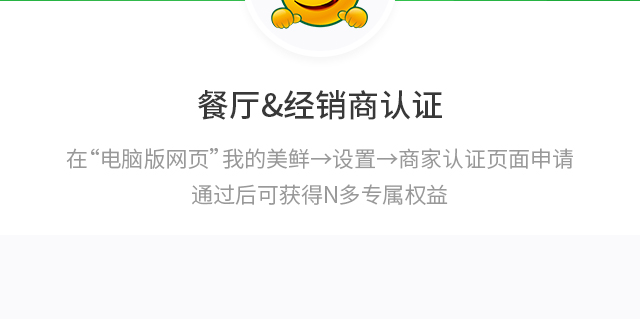 餐厅&经销商认证
在“电脑版网页”我的美鲜→设置→商家认证页面申请
通过后可获得N多专属权益